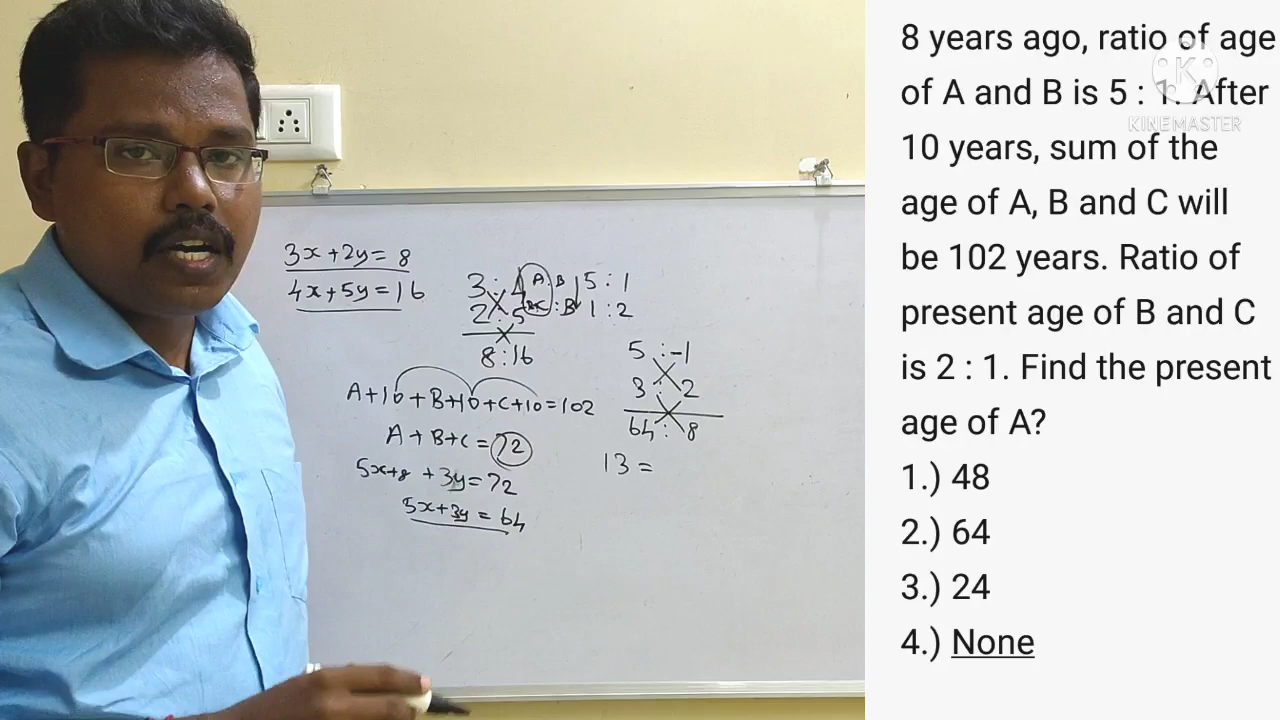 3x+2y= 8
4x+5y=16
3 : 1
2 : 5
8:16
A:B 5:1
:B 1:2
A+10+B+10+C+10=102
A+B+C=72
5x+8 +3y=72
5x+3y=64
5 :-1
3 : 2
64: 8
13 =
8 years ago, ratio of age
of A and B is 5 : 1. After
10 years, sum of the
age of A, B and C will
be 102 years. Ratio of
present age of B and C
is 2 : 1. Find the present
age of A?
1.) 48
2.) 64
3.) 24
4.) None
K
KINEMASTER